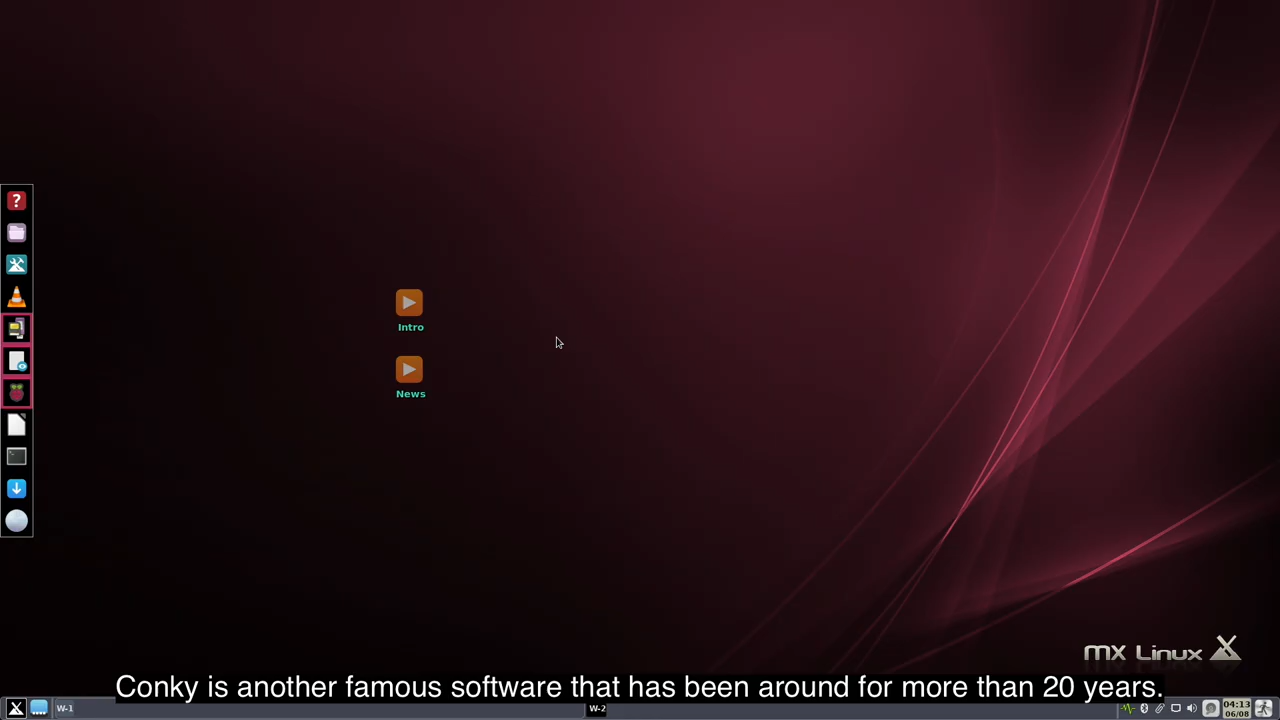 ?
Intro
News
MX Linux
Conky is another famous software that has been around for more than 20 years.
W-1
W-2
04:13
06/08